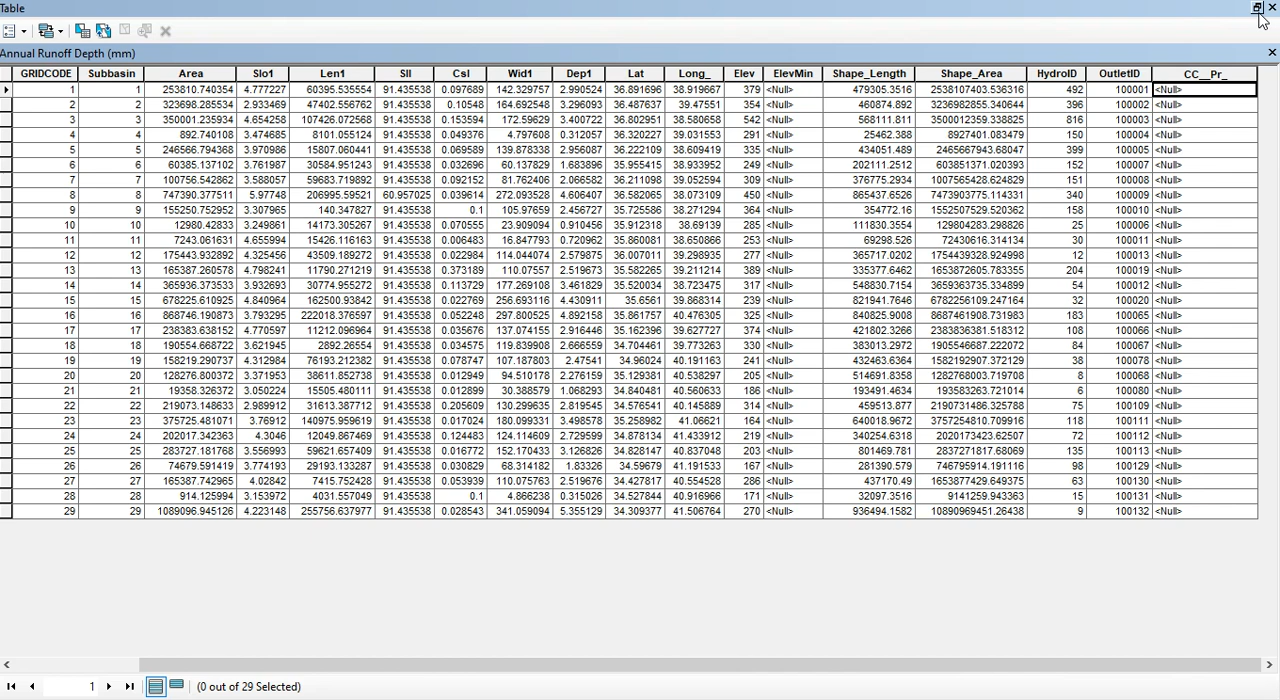 Table
Annual Runoff Depth (mm)
GRIDCODE Subbasin Area Slo1 Len1 Sll Csl Wid1 Dep1 Lat Long_ Elev ElevMin Shape_Length Shape_Area HydroID OutletID CC__Pr_
1 1 253810.740354 4.777227 60395.535554 91.435538 0.097689 142.329757 2.990524 36.891696 38.919667 379 <Null> 479305.3516 2538107403.536316 492 100001 <Null>
2 2 323698.285534 2.933469 47402.556562 91.435538 0.10548 164.692548 3.296093 36.487637 39.47451 354 <Null> 460874.892 3236982855.340644 396 100002 <Null>
3 3 350001.235934 4.454658 107426.072568 91.435538 0.153594 172.59629 3.400722 36.802951 38.580658 542 <Null> 568111.811 3500012359.338825 816 100003 <Null>
4 4 892.740108 3.474685 8101.055124 91.435538 0.049376 4.797608 0.312057 36.320227 39.031553 291 <Null> 25462.388 8927401.083479 150 100004 <Null>
5 5 246566.794368 3.970986 15807.060441 91.435538 0.069589 139.878338 2.956087 36.222109 38.609419 335 <Null> 434051.489 2465667943.68047 399 100005 <Null>
6 6 60385.137102 3.761987 30584.951243 91.435538 0.032696 60.137829 1.683896 35.955415 38.933952 249 <Null> 202111.2512 603851371.020393 152 100007 <Null>
7 7 100756.542862 3.588057 59683.719892 91.435538 0.092152 81.762406 2.066582 36.211098 39.052594 309 <Null> 376775.2934 1007565428.624829 151 100008 <Null>
8 8 747390.377511 5.97748 206995.59521 60.957025 0.039614 272.093528 4.606407 36.582065 38.073109 450 <Null> 865437.6526 7473903775.114331 340 100009 <Null>
9 9 155250.752952 3.307965 140.347827 91.435538 0.1 105.97659 2.456727 35.725586 38.271294 364 <Null> 354772.16 1552507529.520362 158 100010 <Null>
10 10 12980.42833 3.249861 14173.305267 91.435538 0.070555 23.909094 0.910456 35.912318 38.69139 285 <Null> 111830.3554 129804283.298826 25 100006 <Null>
11 11 7243.061631 4.655994 15426.116163 91.435538 0.006483 16.847793 0.720962 35.860081 38.650866 253 <Null> 69298.526 72430616.314134 30 100011 <Null>
12 12 175443.932892 4.325456 43509.189272 91.435538 0.022984 114.044074 2.579875 36.007011 39.298935 277 <Null> 365717.0202 1754439328.924998 12 100013 <Null>
13 13 165387.260578 4.798241 11790.271219 91.435538 0.373189 110.07557 2.519673 35.582265 39.211214 389 <Null> 335377.6462 1653872605.783355 204 100019 <Null>
14 14 365936.373533 3.932693 30774.955272 91.435538 0.113729 177.269108 3.461829 35.520034 38.723475 317 <Null> 548830.7154 3659363735.334899 54 100012 <Null>
15 15 678225.610925 4.840964 162500.93842 91.435538 0.022769 256.693116 4.430911 35.6561 39.868314 239 <Null> 821941.7646 6782256109.247164 32 100020 <Null>
16 16 868746.190873 3.793295 222018.376597 91.435538 0.052248 297.800525 4.892158 35.861757 40.476305 325 <Null> 840825.9008 8687461908.731983 183 100065 <Null>
17 17 238383.638152 4.770597 11212.096964 91.435538 0.035676 137.074155 2.916446 35.162396 39.627727 374 <Null> 421802.3266 2383836381.518312 108 100066 <Null>
18 18 190554.668722 3.621945 2892.26554 91.435538 0.034575 119.839908 2.666559 34.704461 39.773263 330 <Null> 383013.2972 1905546687.222072 84 100067 <Null>
19 19 158219.290737 4.312984 76193.212382 91.435538 0.078747 107.187803 2.47541 34.96024 40.191163 241 <Null> 432463.6364 1582192907.372129 38 100078 <Null>
20 20 128276.800372 3.371953 38611.852738 91.435538 0.012949 94.510178 2.276159 35.129381 40.538297 205 <Null> 514691.8358 1282768003.719708 8 100068 <Null>
21 21 19358.326372 3.050224 15505.480111 91.435538 0.012899 30.388579 1.068293 34.840481 40.560633 186 <Null> 193491.4634 193583263.721014 6 100080 <Null>
22 22 219073.148633 2.989912 31613.387712 91.435538 0.205609 130.299635 2.819545 34.576541 40.145889 314 <Null> 459513.877 2190731486.325788 75 100109 <Null>
23 23 375725.481071 3.76912 140975.959619 91.435538 0.017024 180.099331 3.498578 35.258982 41.06621 164 <Null> 640018.9672 3757254810.709916 118 100111 <Null>
24 24 202017.342363 4.3046 12049.867469 91.435538 0.124483 124.114609 2.729599 34.878134 41.433912 219 <Null> 340254.6318 2020173423.62507 72 100112 <Null>
25 25 283727.181768 3.556993 59621.657409 91.435538 0.016772 152.170433 3.126826 34.828147 40.837048 203 <Null> 801469.781 2837271817.68069 135 100113 <Null>
26 26 74679.591419 3.774193 29193.133287 91.435538 0.030829 68.314182 1.83326 34.59679 41.191533 167 <Null> 281390.579 746795914.191116 98 100129 <Null>
27 27 165387.742965 4.02842 7415.752428 91.435538 0.053939 110.075763 2.519676 34.427817 40.554528 286 <Null> 437170.49 1653877429.649375 63 100130 <Null>
28 28 914.125994 3.153972 4031.557049 91.435538 0.1 4.866238 0.315026 34.527844 40.916966 171 <Null> 32097.3516 9141259.943363 15 100131 <Null>
29 29 1089096.945126 4.223148 255756.637977 91.435538 0.028543 341.059094 5.355129 34.309377 41.506764 270 <Null> 936494.1582 10890969451.26438 9 100132 <Null>
1 (0 out of 29 Selected)